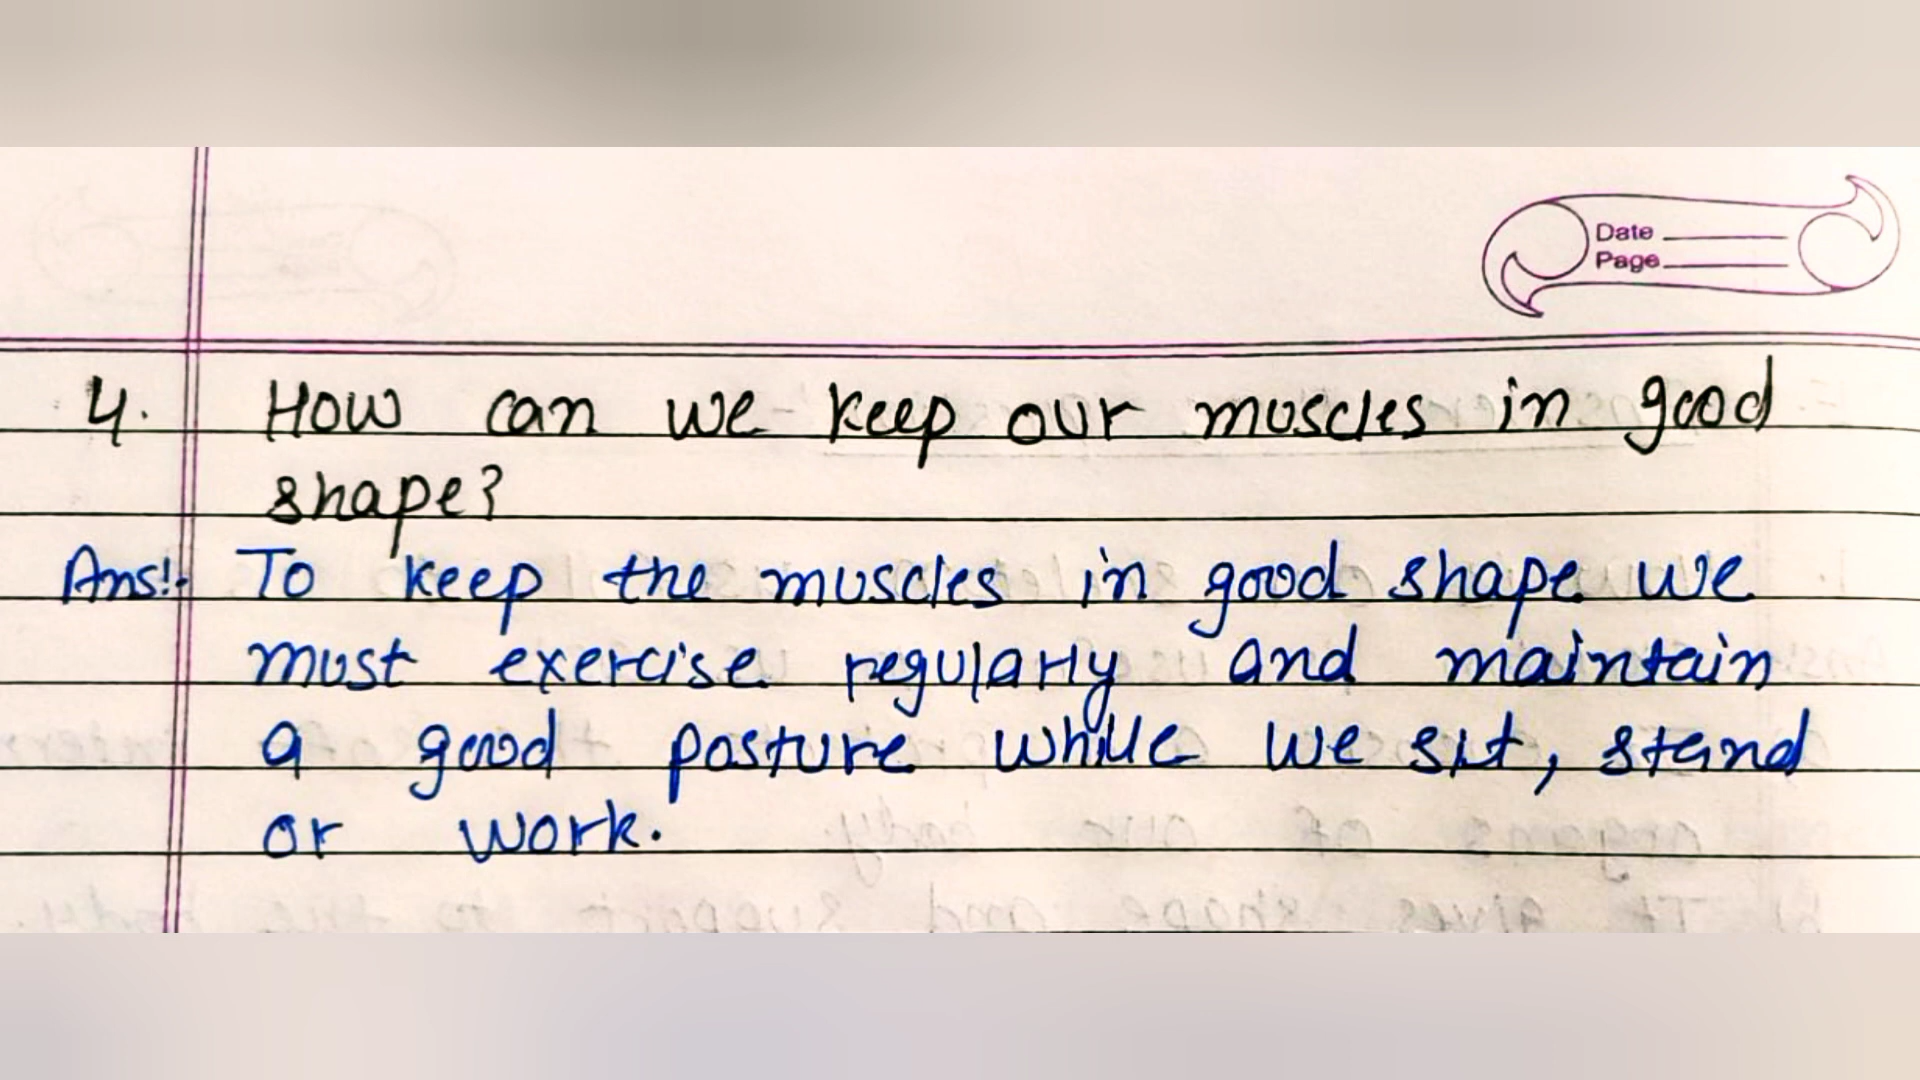 Date
Page
4. How can we keep our muscles in good
shape?
Ans:- To keep the muscles in good shape we
must exercise regularly and maintain
a good posture while we sit, stand
or work.